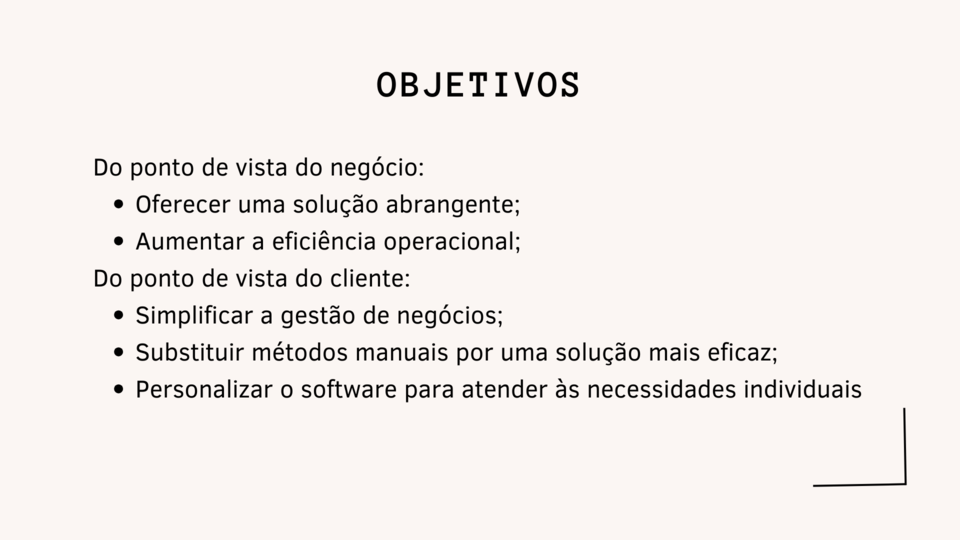 OBJETIVOS
Do ponto de vista do negócio:
• Oferecer uma solução abrangente;
• Aumentar a eficiência operacional;
Do ponto de vista do cliente:
• Simplificar a gestão de negócios;
• Substituir métodos manuais por uma solução mais eficaz;
• Personalizar o software para atender às necessidades individuais